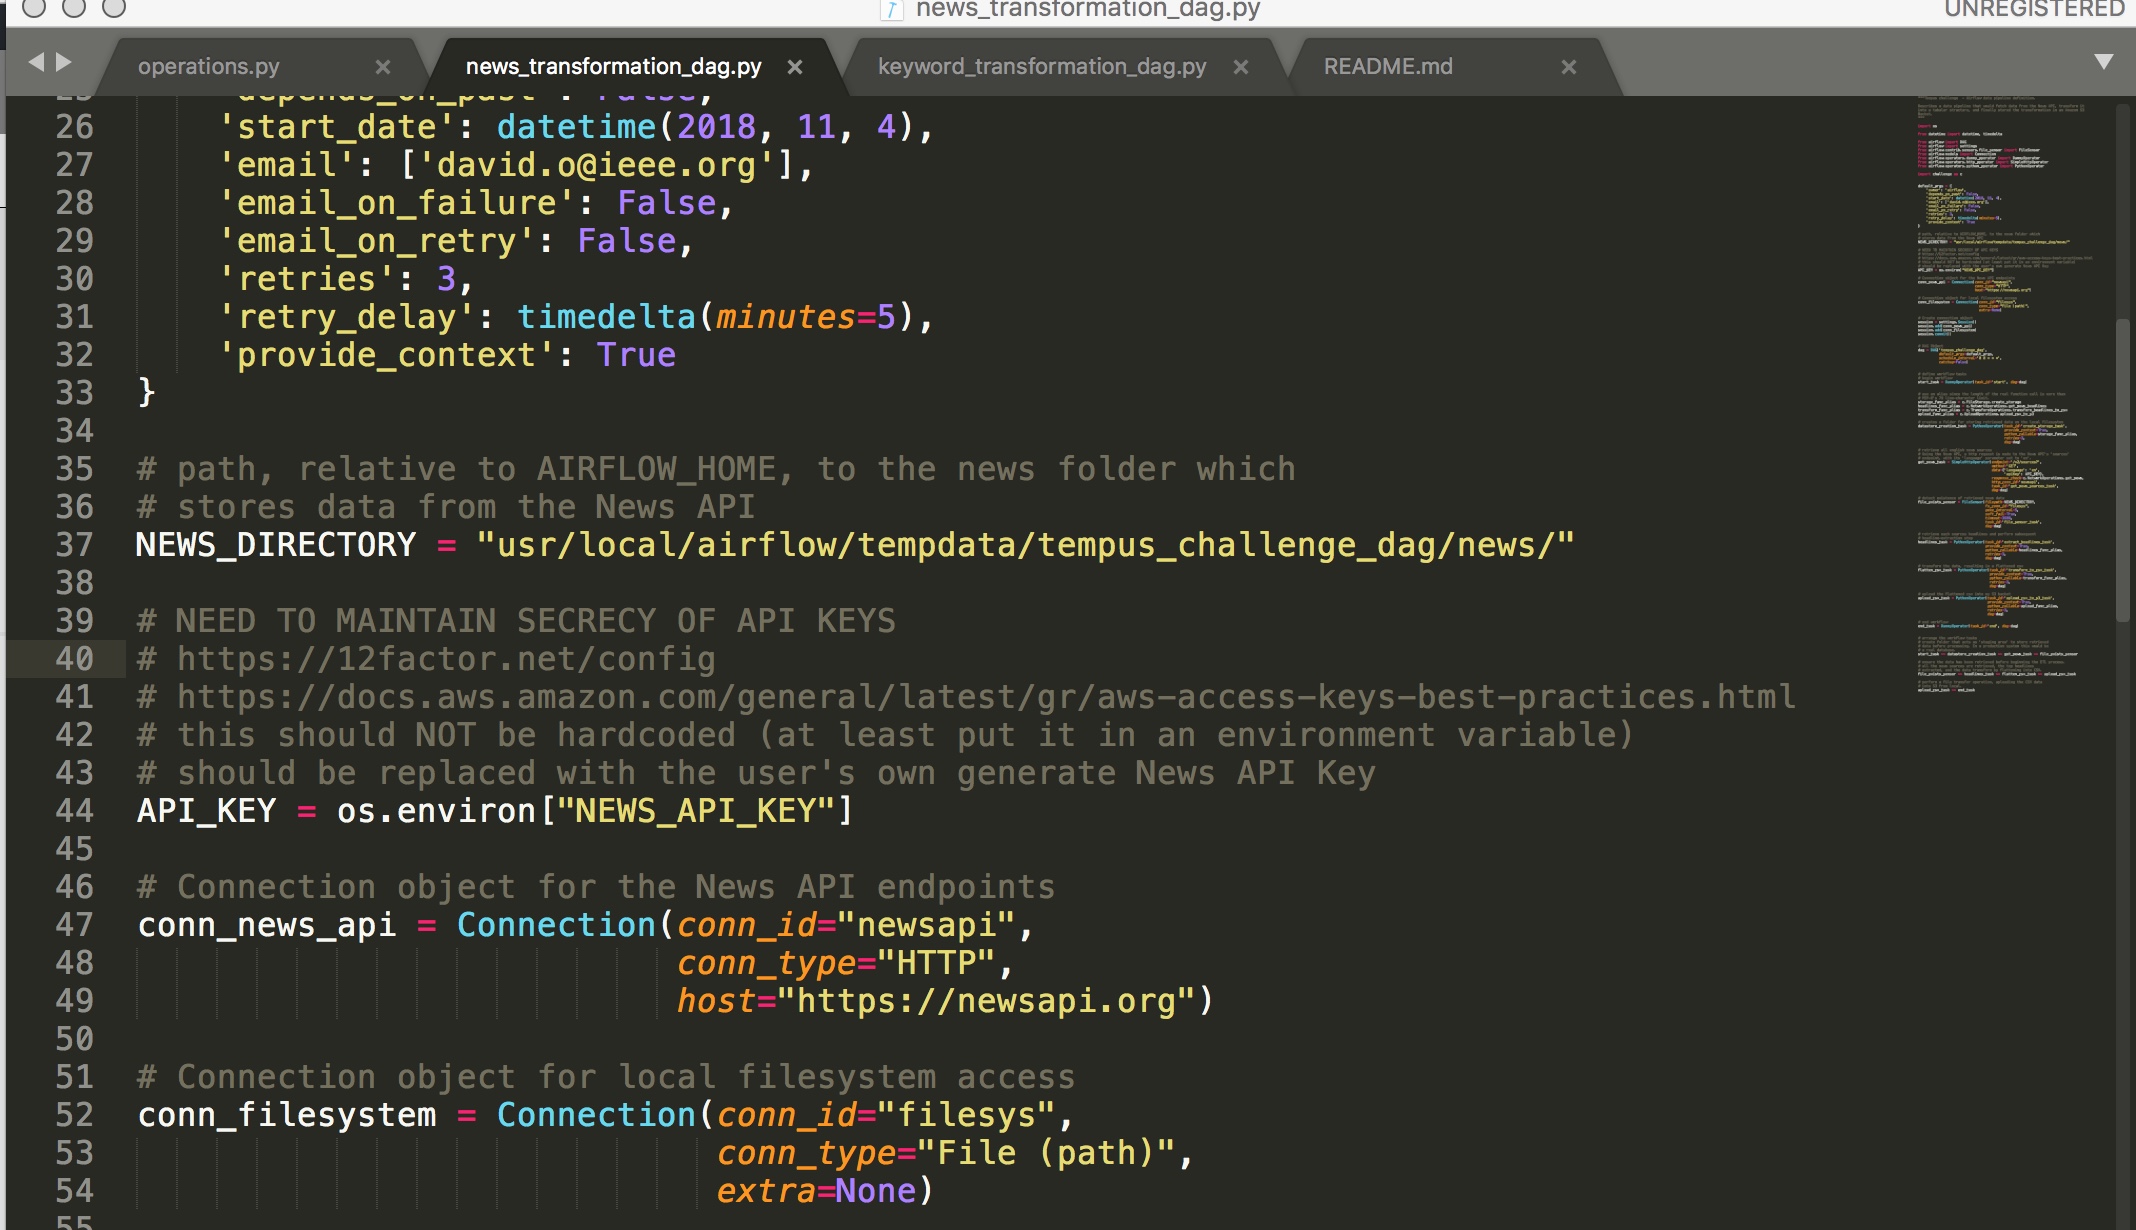 news_transformation_dag.py
UNREGISTERED
operations.py
news_transformation_dag.py
keyword_transformation_dag.py
README.md
25 'depends_on_past': False,
26 'start_date': datetime(2018, 11, 4),
27 'email': ['david.o@ieee.org'],
28 'email_on_failure': False,
29 'email_on_retry': False,
30 'retries': 3,
31 'retry_delay': timedelta(minutes=5),
32 'provide_context': True
33 }
34
35 # path, relative to AIRFLOW_HOME, to the news folder which
36 # stores data from the News API
37 NEWS_DIRECTORY = "usr/local/airflow/tempdata/tempus_challenge_dag/news/"
38
39 # NEED TO MAINTAIN SECRECY OF API KEYS
40 # https://12factor.net/config
41 # https://docs.aws.amazon.com/general/latest/gr/aws-access-keys-best-practices.html
42 # this should NOT be hardcoded (at least put it in an environment variable)
43 # should be replaced with the user's own generate News API Key
44 API_KEY = os.environ["NEWS_API_KEY"]
45
46 # Connection object for the News API endpoints
47 conn_news_api = Connection(conn_id="newsapi",
48 conn_type="HTTP",
49 host="https://newsapi.org")
50
51 # Connection object for local filesystem access
52 conn_filesystem = Connection(conn_id="filesys",
53 conn_type="File (path)",
54 extra=None)
55